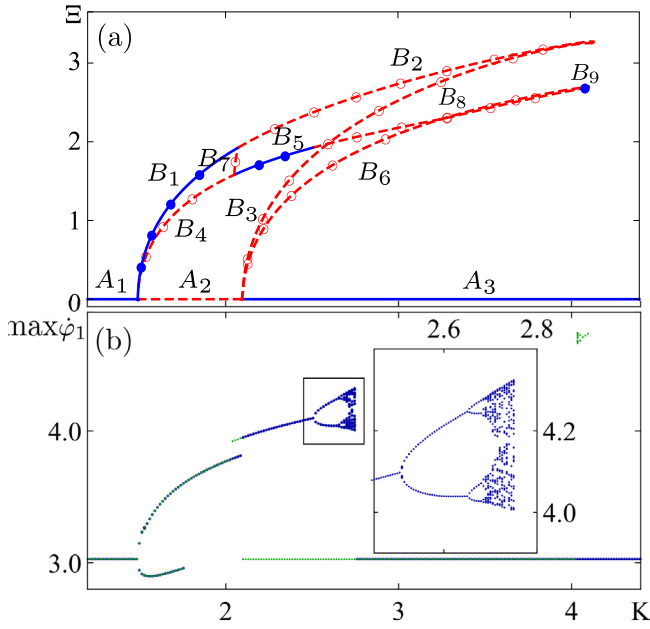 Ξ
(a)
3
2
1
0
B₁
B₂
B₃
B₄
B₅
B₆
B₇
B₈
B₉
A₁
A₂
A₃
maxφ̇₁
(b)
4.0
3.0
2.6
2.8
4.2
4.0
2
3
4
K